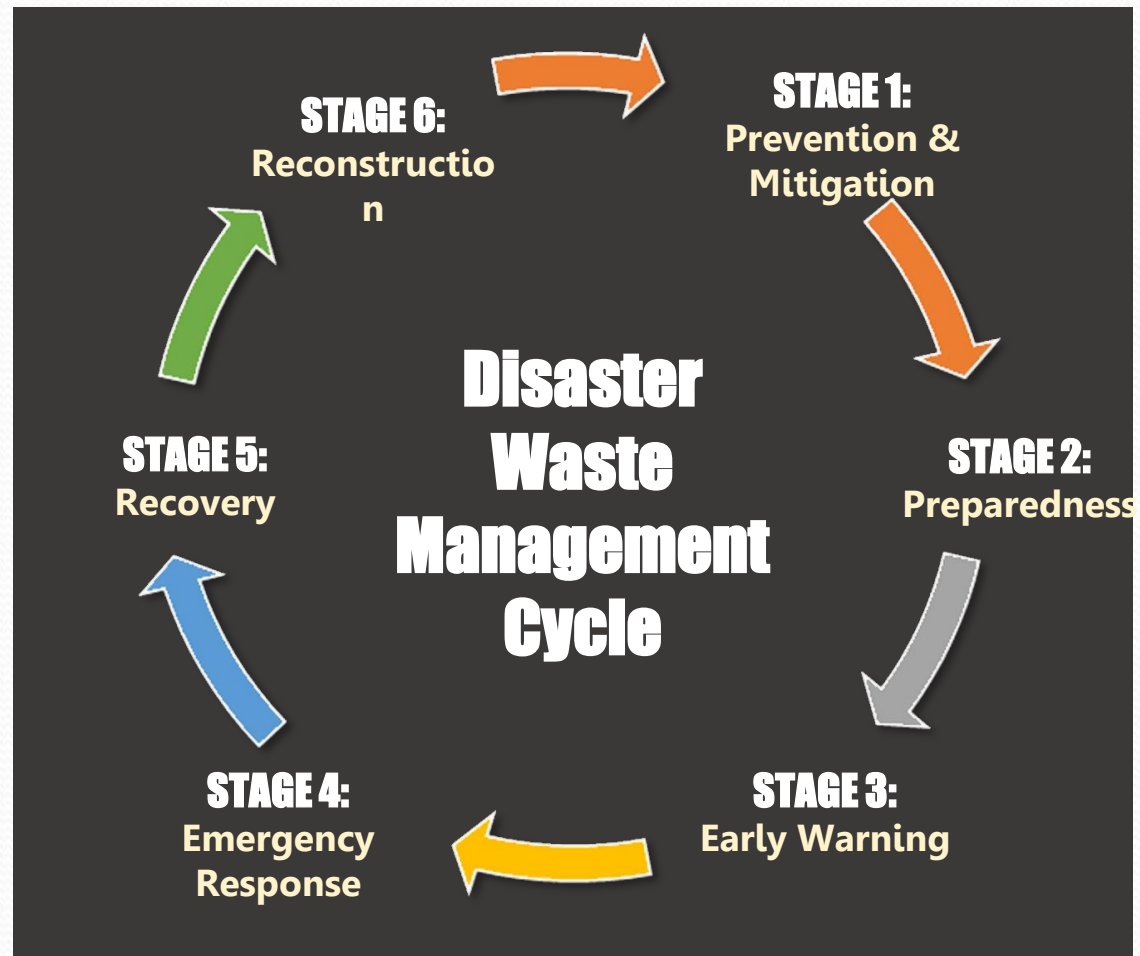 STAGE 1:
Prevention &
Mitigation
STAGE 2:
Preparedness
STAGE 3:
Early Warning
STAGE 4:
Emergency
Response
STAGE 5:
Recovery
STAGE 6:
Reconstructio
n
Disaster
Waste
Management
Cycle